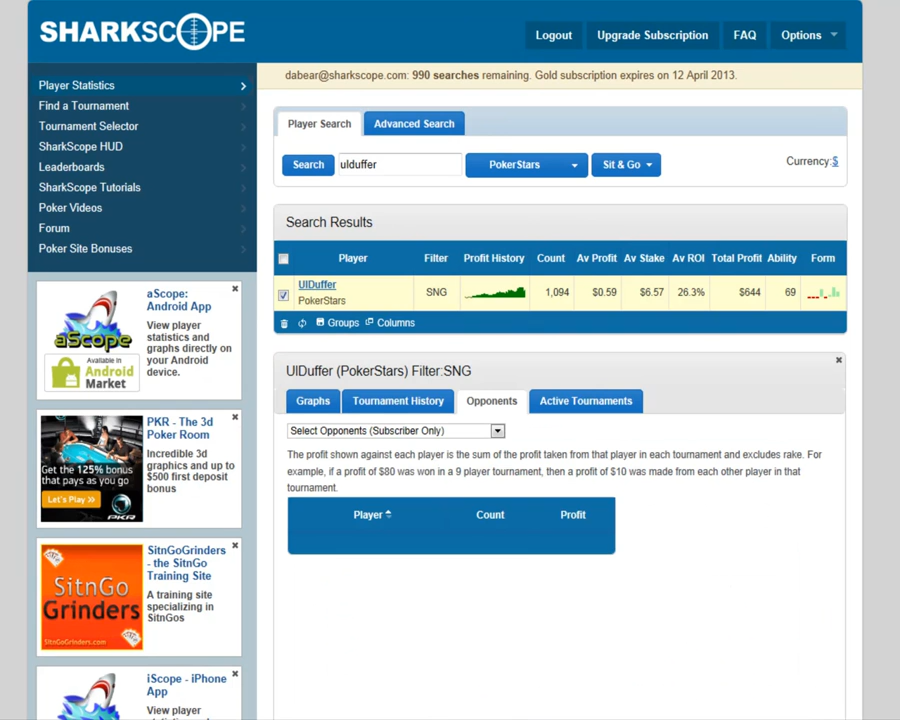 SHARKSCOPE
Logout
Upgrade Subscription
FAQ
Options
dabear@sharkscope.com: 990 searches remaining. Gold subscription expires on 12 April 2013.
Player Statistics
Find a Tournament
Tournament Selector
SharkScope HUD
Leaderboards
SharkScope Tutorials
Poker Videos
Forum
Poker Site Bonuses
Player Search
Advanced Search
Search
ulduffer
PokerStars
Sit & Go
Currency:$
Search Results
Player Filter Profit History Count Av Profit Av Stake Av ROI Total Profit Ability Form
UlDuffer
PokerStars
SNG 1,094 $0.59 $6.57 26.3% $644 69
Groups Columns
UlDuffer (PokerStars) Filter:SNG
Graphs
Tournament History
Opponents
Active Tournaments
Select Opponents (Subscriber Only)
The profit shown against each player is the sum of the profit taken from that player in each tournament and excludes rake. For
example, if a profit of $80 was won in a 9 player tournament, then a profit of $10 was made from each other player in that
tournament.
Player Count Profit
aScope
Available in
Android
Market
aScope:
Android App
View player
statistics and
graphs directly on
your Android
device.
Get the 125% bonus
that pays as you go
Let's Play »
PKR
PKR - The 3d
Poker Room
Incredible 3d
graphics and up to
$500 first deposit
bonus
SitnGo
Grinders
SitnGoGrinders.com
SitnGoGrinders
- the SitnGo
Training Site
A training site
specializing in
SitnGos
iScope - iPhone
App
View player